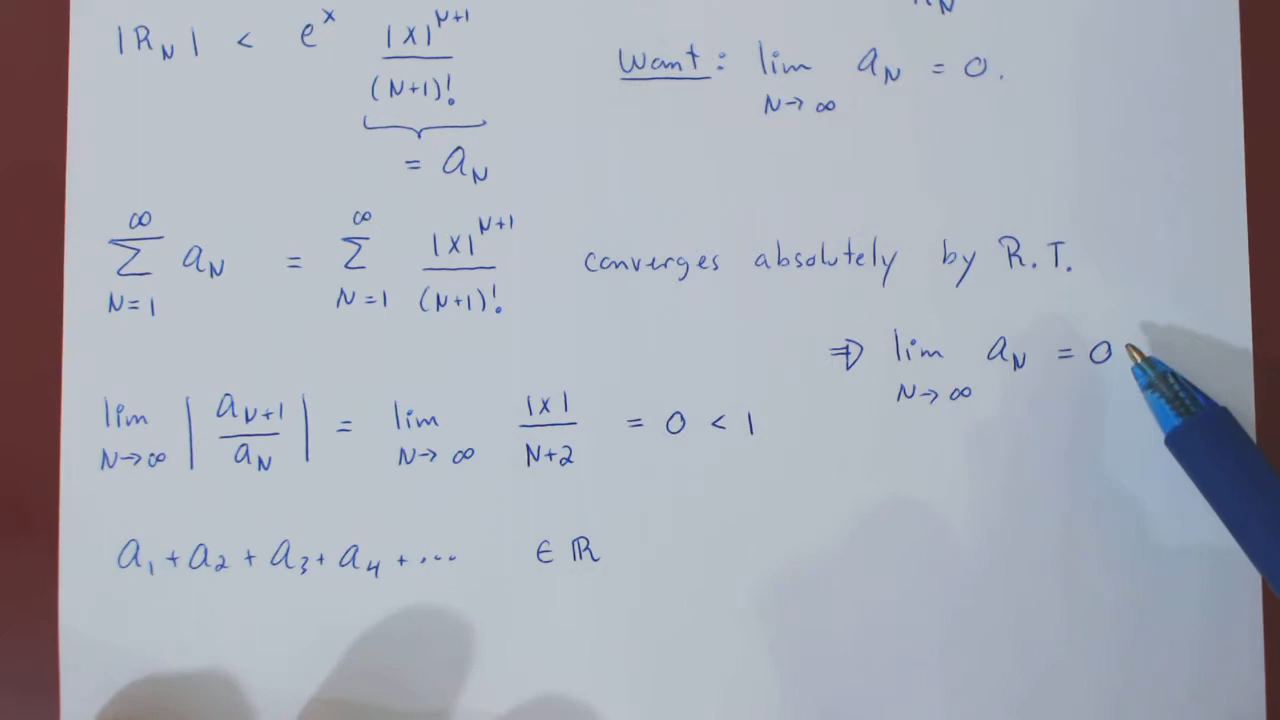 |R_N| < e^x |x|^{N+1} / (N+1)!
= a_N
R_N
Want: lim_{N→∞} a_N = 0.
∑_{N=1}^{∞} a_N = ∑_{N=1}^{∞} |x|^{N+1} / (N+1)! converges absolutely by R.T.
⇒ lim_{N→∞} a_N = 0
lim_{N→∞} |a_{N+1} / a_N| = lim_{N→∞} |x| / N+2 = 0 < 1
a_1 + a_2 + a_3 + a_4 + ⋯ ∈ ℝ